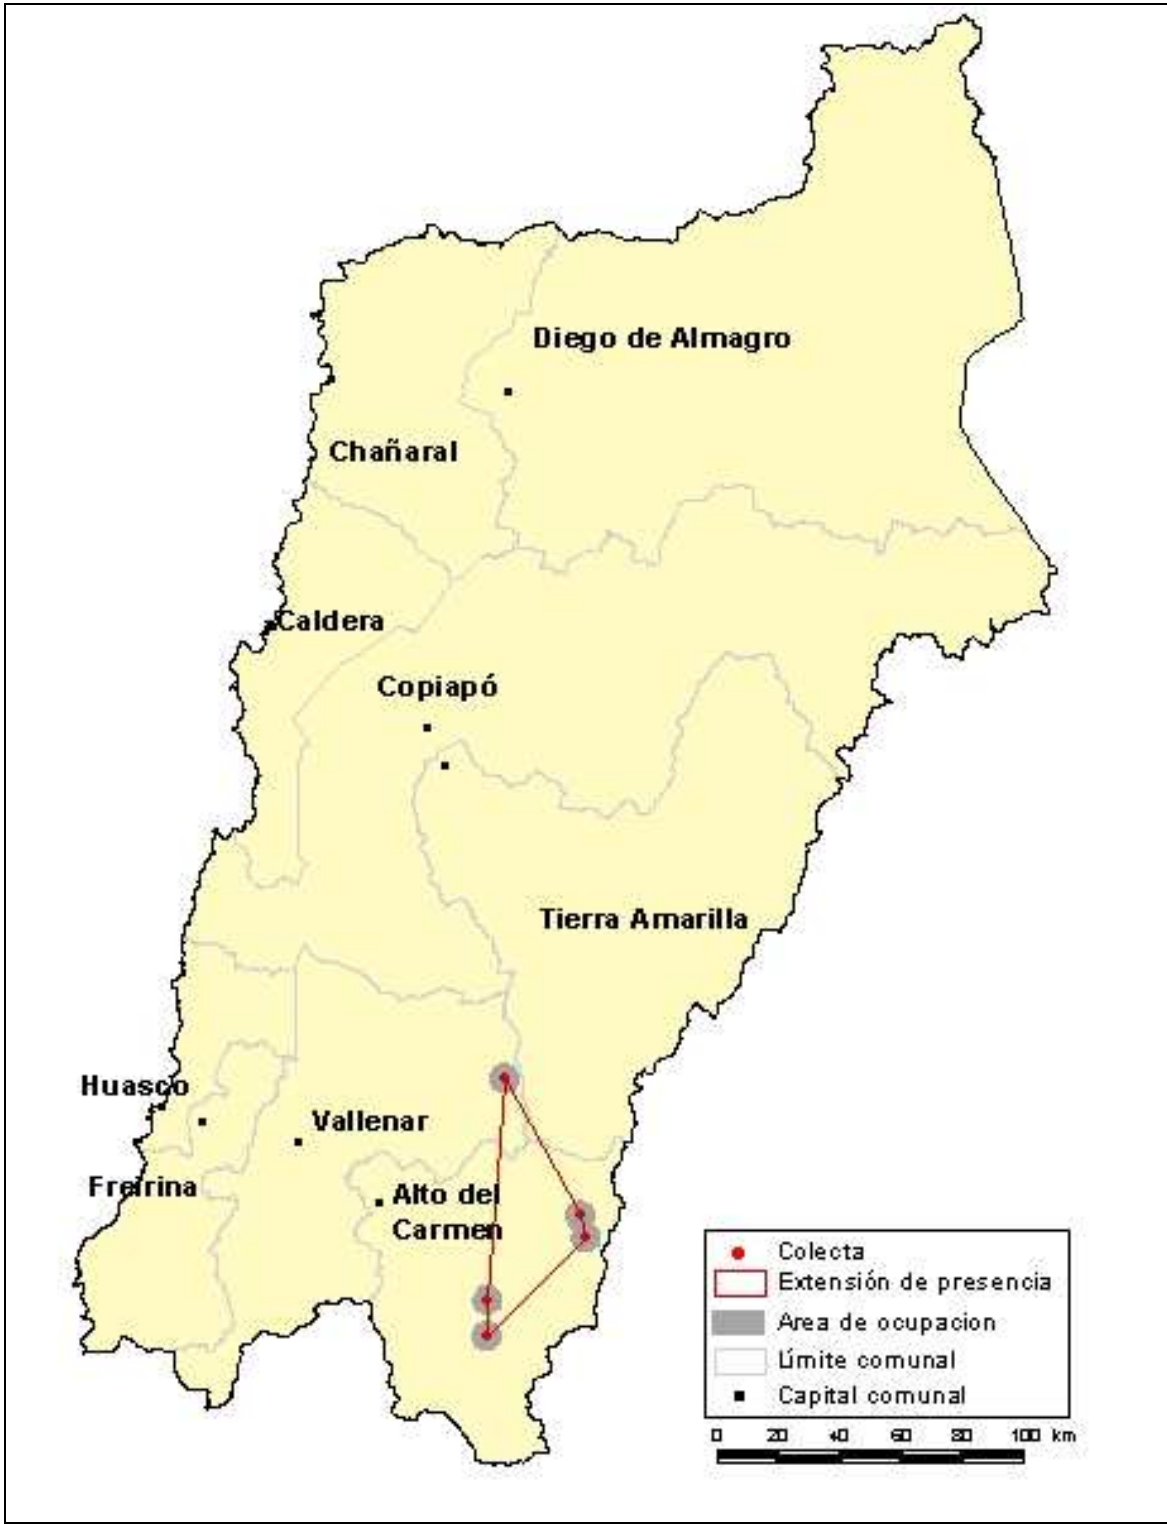 Diego de Almagro
Chañaral
Caldera
Copiapó
Tierra Amarilla
Huasco
Vallenar
Freirina
Alto del
Carmen
Colecta
Extensión de presencia
Area de ocupacion
Límite comunal
Capital comunal
0 20 40 60 80 100 km